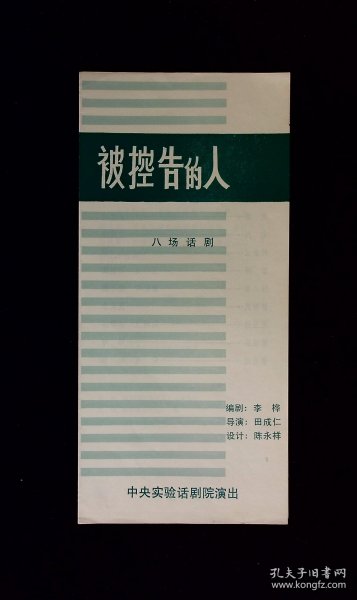 被控告的人
八场话剧
编剧：李桦
导演：田成仁
设计：陈永祥
中央实验话剧院演出
孔夫子旧书网
kongfz.com